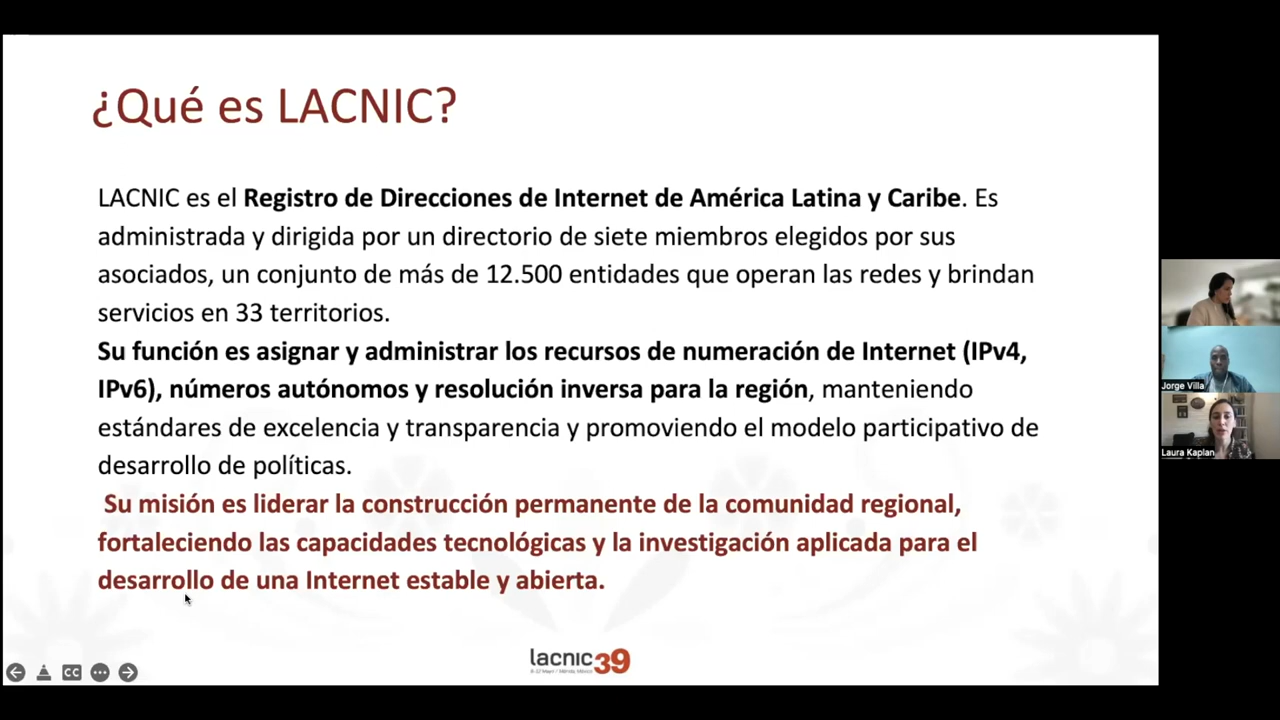 ¿Qué es LACNIC?
LACNIC es el Registro de Direcciones de Internet de América Latina y Caribe. Es
administrada y dirigida por un directorio de siete miembros elegidos por sus
asociados, un conjunto de más de 12.500 entidades que operan las redes y brindan
servicios en 33 territorios.
Su función es asignar y administrar los recursos de numeración de Internet (IPv4,
IPv6), números autónomos y resolución inversa para la región, manteniendo
estándares de excelencia y transparencia y promoviendo el modelo participativo de
desarrollo de políticas.
Su misión es liderar la construcción permanente de la comunidad regional,
fortaleciendo las capacidades tecnológicas y la investigación aplicada para el
desarrollo de una Internet estable y abierta.
lacnic 39
CC
Jorge Villa
Laura Kaplan